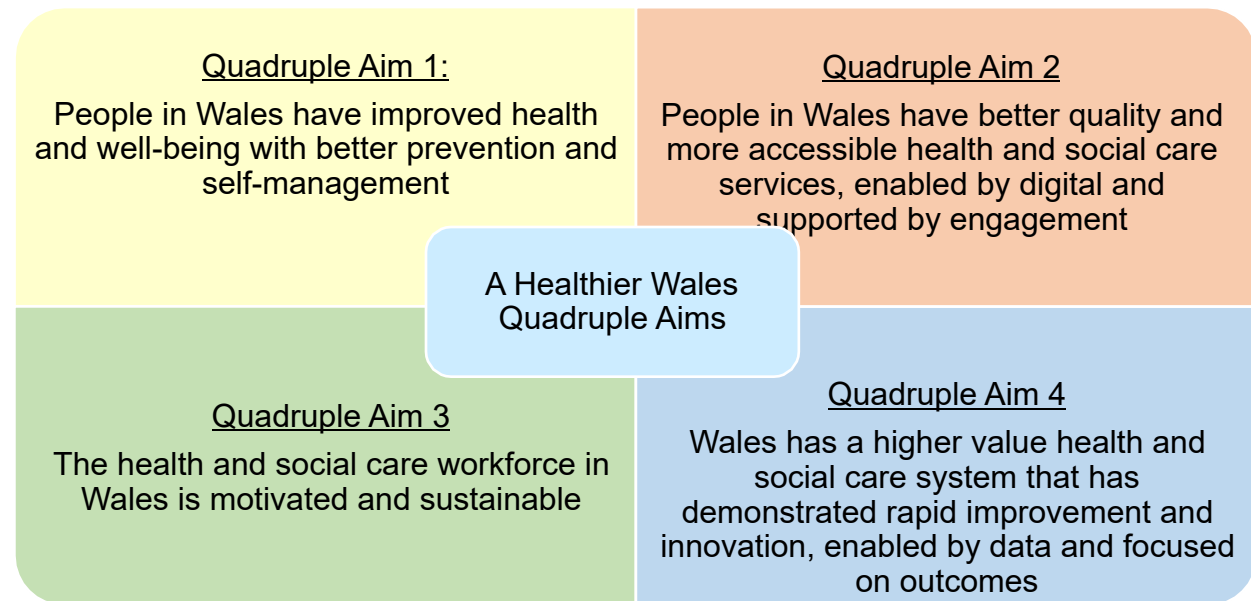 Quadruple Aim 1:
People in Wales have improved health
and well-being with better prevention and
self-management
Quadruple Aim 2
People in Wales have better quality and
more accessible health and social care
services, enabled by digital and
supported by engagement
A Healthier Wales
Quadruple Aims
Quadruple Aim 3
The health and social care workforce in
Wales is motivated and sustainable
Quadruple Aim 4
Wales has a higher value health and
social care system that has
demonstrated rapid improvement and
innovation, enabled by data and focused
on outcomes